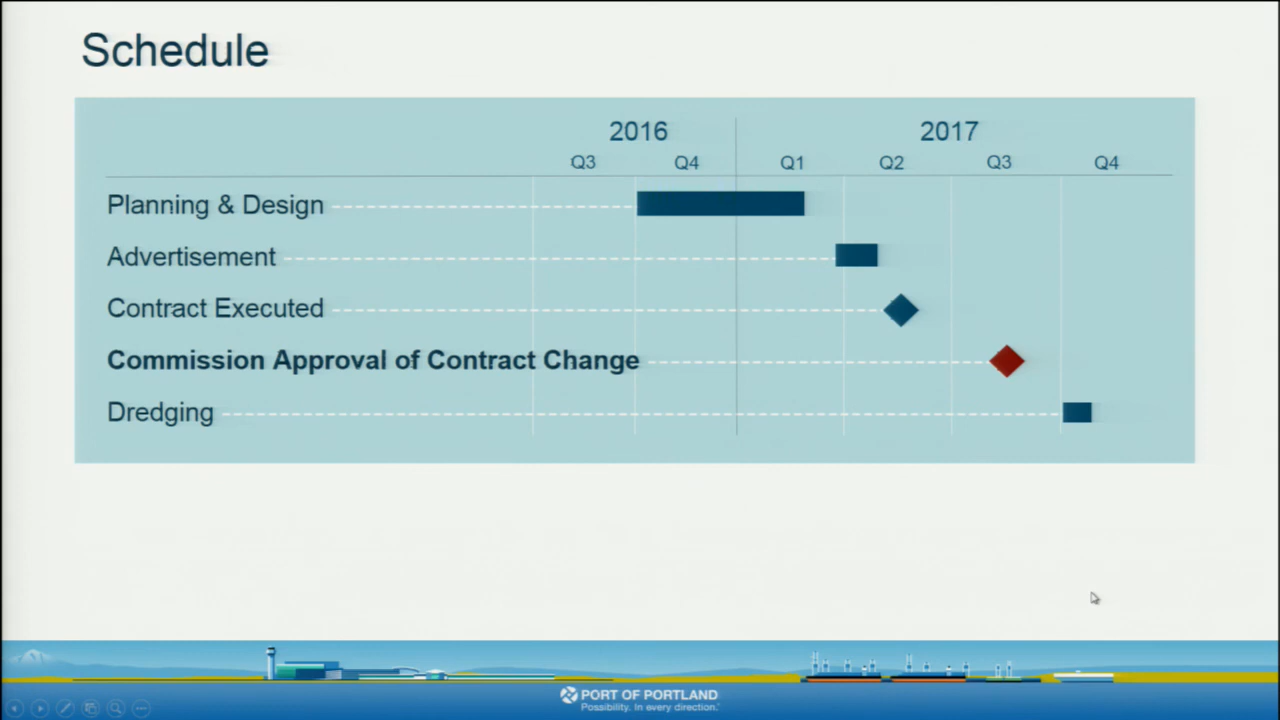 Schedule
2016 2017
Q3 Q4 Q1 Q2 Q3 Q4
Planning & Design
Advertisement
Contract Executed
Commission Approval of Contract Change
Dredging
PORT OF PORTLAND
Possibility. In every direction.